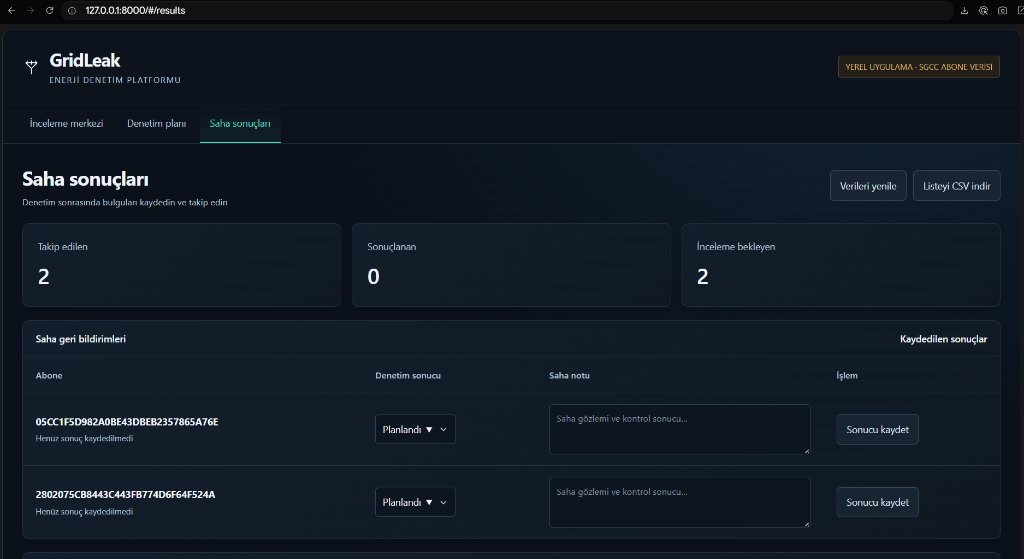 127.0.0.1:8000/#/results
GridLeak
ENERJİ DENETİM PLATFORMU
YEREL UYGULAMA - SGCC ABONE VERİSİ
İnceleme merkezi
Denetim planı
Saha sonuçları
Saha sonuçları
Denetim sonrasında bulguları kaydedin ve takip edin
Verileri yenile
Listeyi CSV indir
Takip edilen
2
Sonuçlanan
0
İnceleme bekleyen
2
Saha geri bildirimleri
Kaydedilen sonuçlar
Abone
Denetim sonucu
Saha notu
İşlem
05CC1F5D982A0BE43DBEB2357865A76E
Henüz sonuç kaydedilmedi
Planlandı ▼
Saha gözlemi ve kontrol sonucu...
Sonucu kaydet
2802075CB8443C443FB774D6F64F524A
Henüz sonuç kaydedilmedi
Planlandı ▼
Saha gözlemi ve kontrol sonucu...
Sonucu kaydet